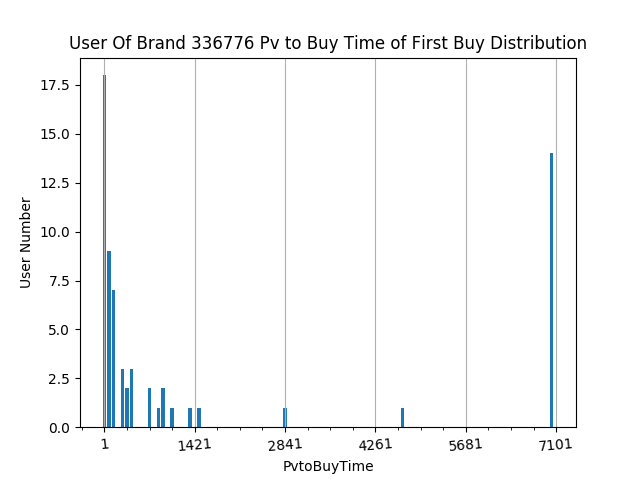 User Of Brand 336776 Pv to Buy Time of First Buy Distribution
17.5
15.0
12.5
10.0
7.5
5.0
2.5
0.0
User Number
1 1421 2841 4261 5681 7101
PvtoBuyTime